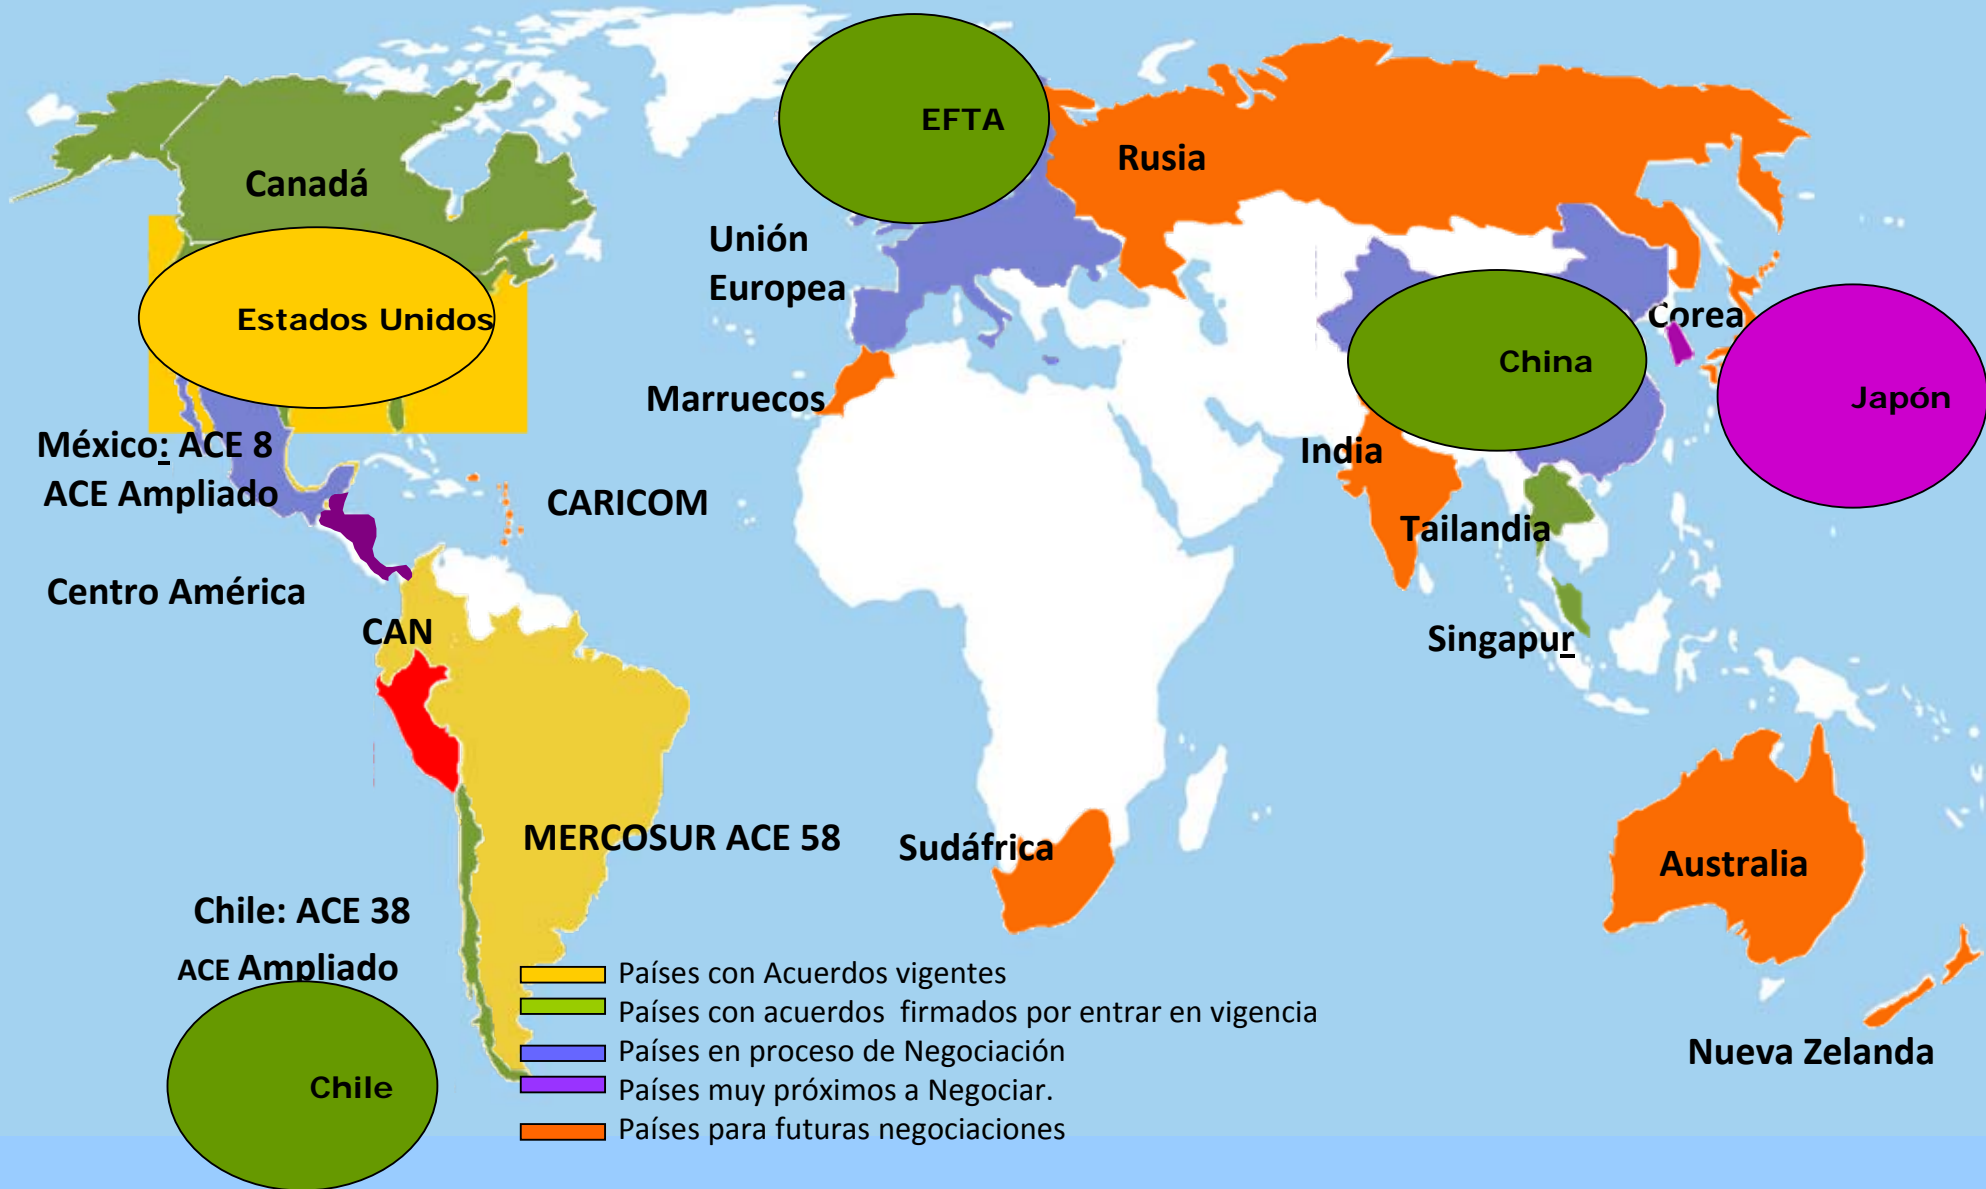 EFTA
Rusia
Canadá
Unión
Europea
Estados Unidos
Corea
China
Japón
Marruecos
México: ACE 8
ACE Ampliado
India
CARICOM
Tailandia
Centro América
CAN
Singapur
MERCOSUR ACE 58
Sudáfrica
Australia
Chile: ACE 38
ACE Ampliado
Nueva Zelanda
Chile
Países con Acuerdos vigentes
Países con acuerdos  firmados por entrar en vigencia
Países en proceso de Negociación
Países muy próximos a Negociar.
Países para futuras negociaciones